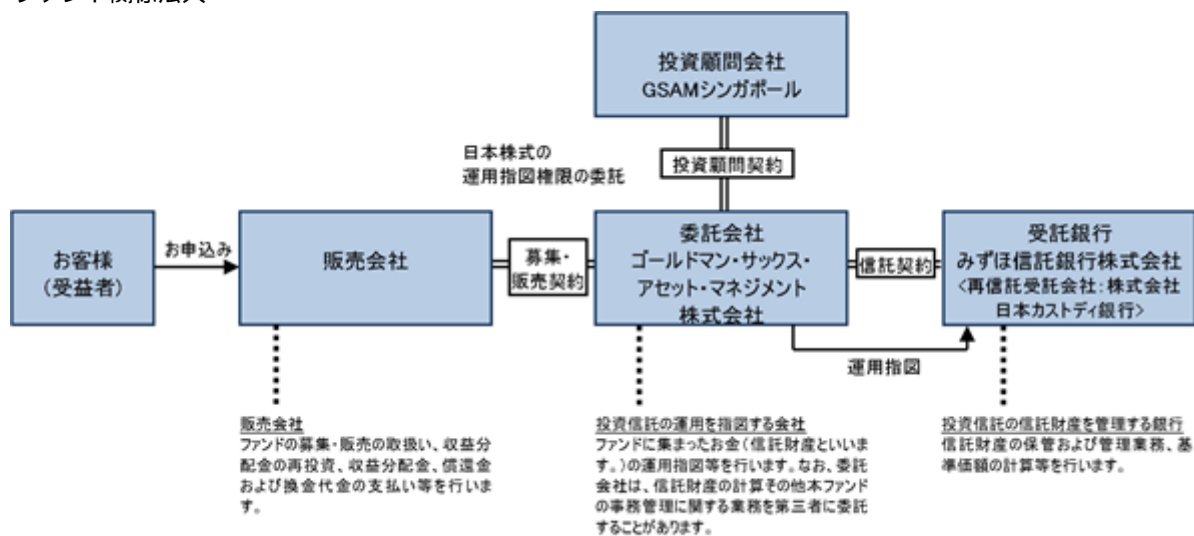 投資顧問会社
GSAMシンガポール
日本株式の
運用指図権限の委託
投資顧問契約
お客様
(受益者)
お申込み
販売会社
募集・
販売契約
委託会社
ゴールドマン・サックス・
アセット・マネジメント
株式会社
信託契約
受託銀行
みずほ信託銀行株式会社
<再信託受託会社:株式会社
日本カストディ銀行>
運用指図
販売会社
ファンドの募集・販売の取扱い、収益分
配金の再投資、収益分配金、償還金
および換金代金の支払い等を行いま
す。
投資信託の運用を指図する会社
ファンドに集まったお金(信託財産といいま
す。)の運用指図等を行います。なお、委託
会社は、信託財産の計算その他本ファンド
の事務管理に関する業務を第三者に委託
することがあります。
投資信託の信託財産を管理する銀行
信託財産の保管および管理業務、基
準価額の計算等を行います。